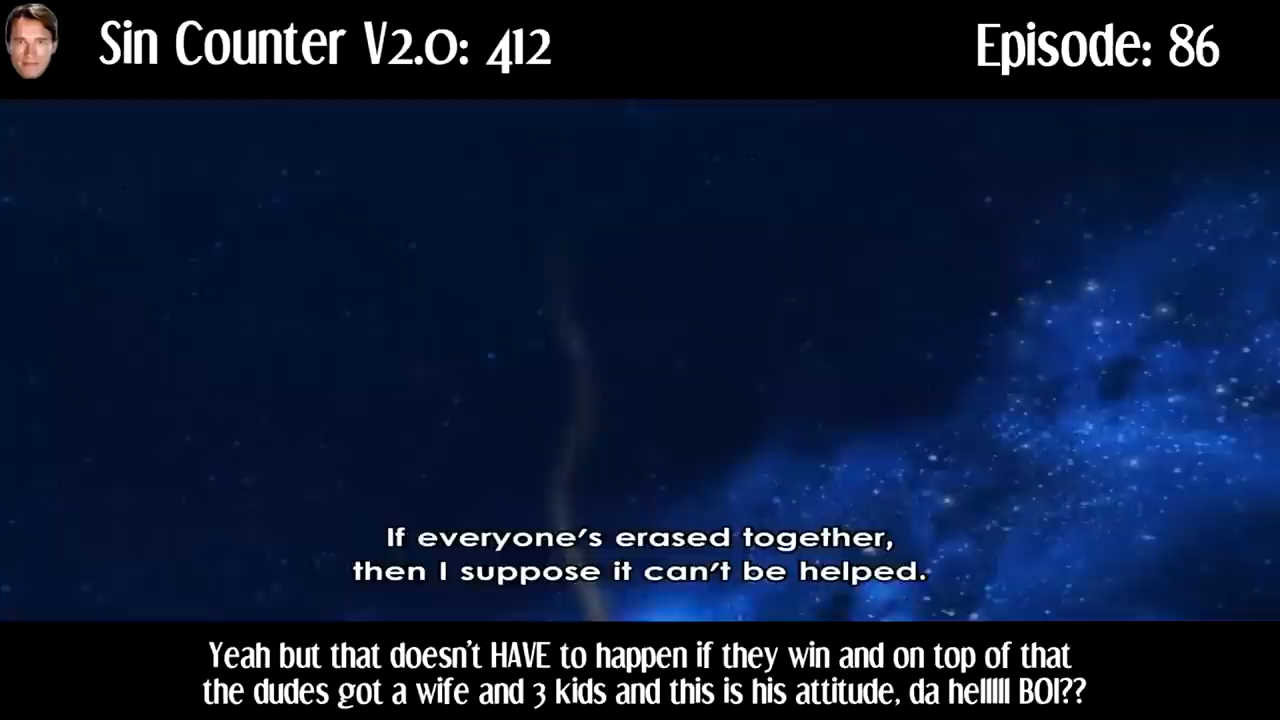 Sin Counter V2.0: 412
Episode: 86
If everyone's erased together,
then I suppose it can't be helped.
Yeah but that doesn't HAVE to happen if they win and on top of that
the dudes got a wife and 3 kids and this is his attitude, da helllll BOI??